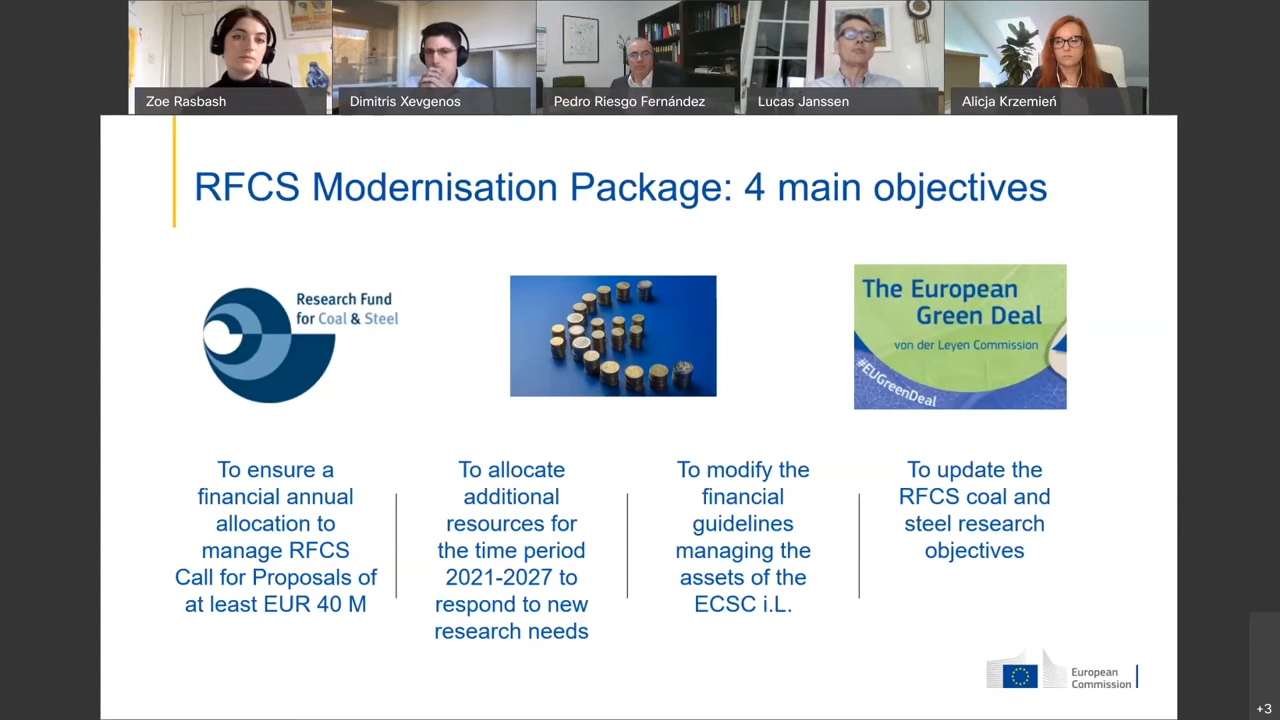 Zoe Rasbash
Dimitris Xevgenos
Pedro Riesgo Fernández
Lucas Janssen
Alicja Krzemień
RFCS Modernisation Package: 4 main objectives
Research Fund
for Coal & Steel
The European
Green Deal
von der Leyen Commission
#EUGreenDeal
To ensure a
financial annual
allocation to
manage RFCS
Call for Proposals of
at least EUR 40 M
To allocate
additional
resources for
the time period
2021-2027 to
respond to new
research needs
To modify the
financial
guidelines
managing the
assets of the
ECSC i.L.
To update the
RFCS coal and
steel research
objectives
European
Commission
+3